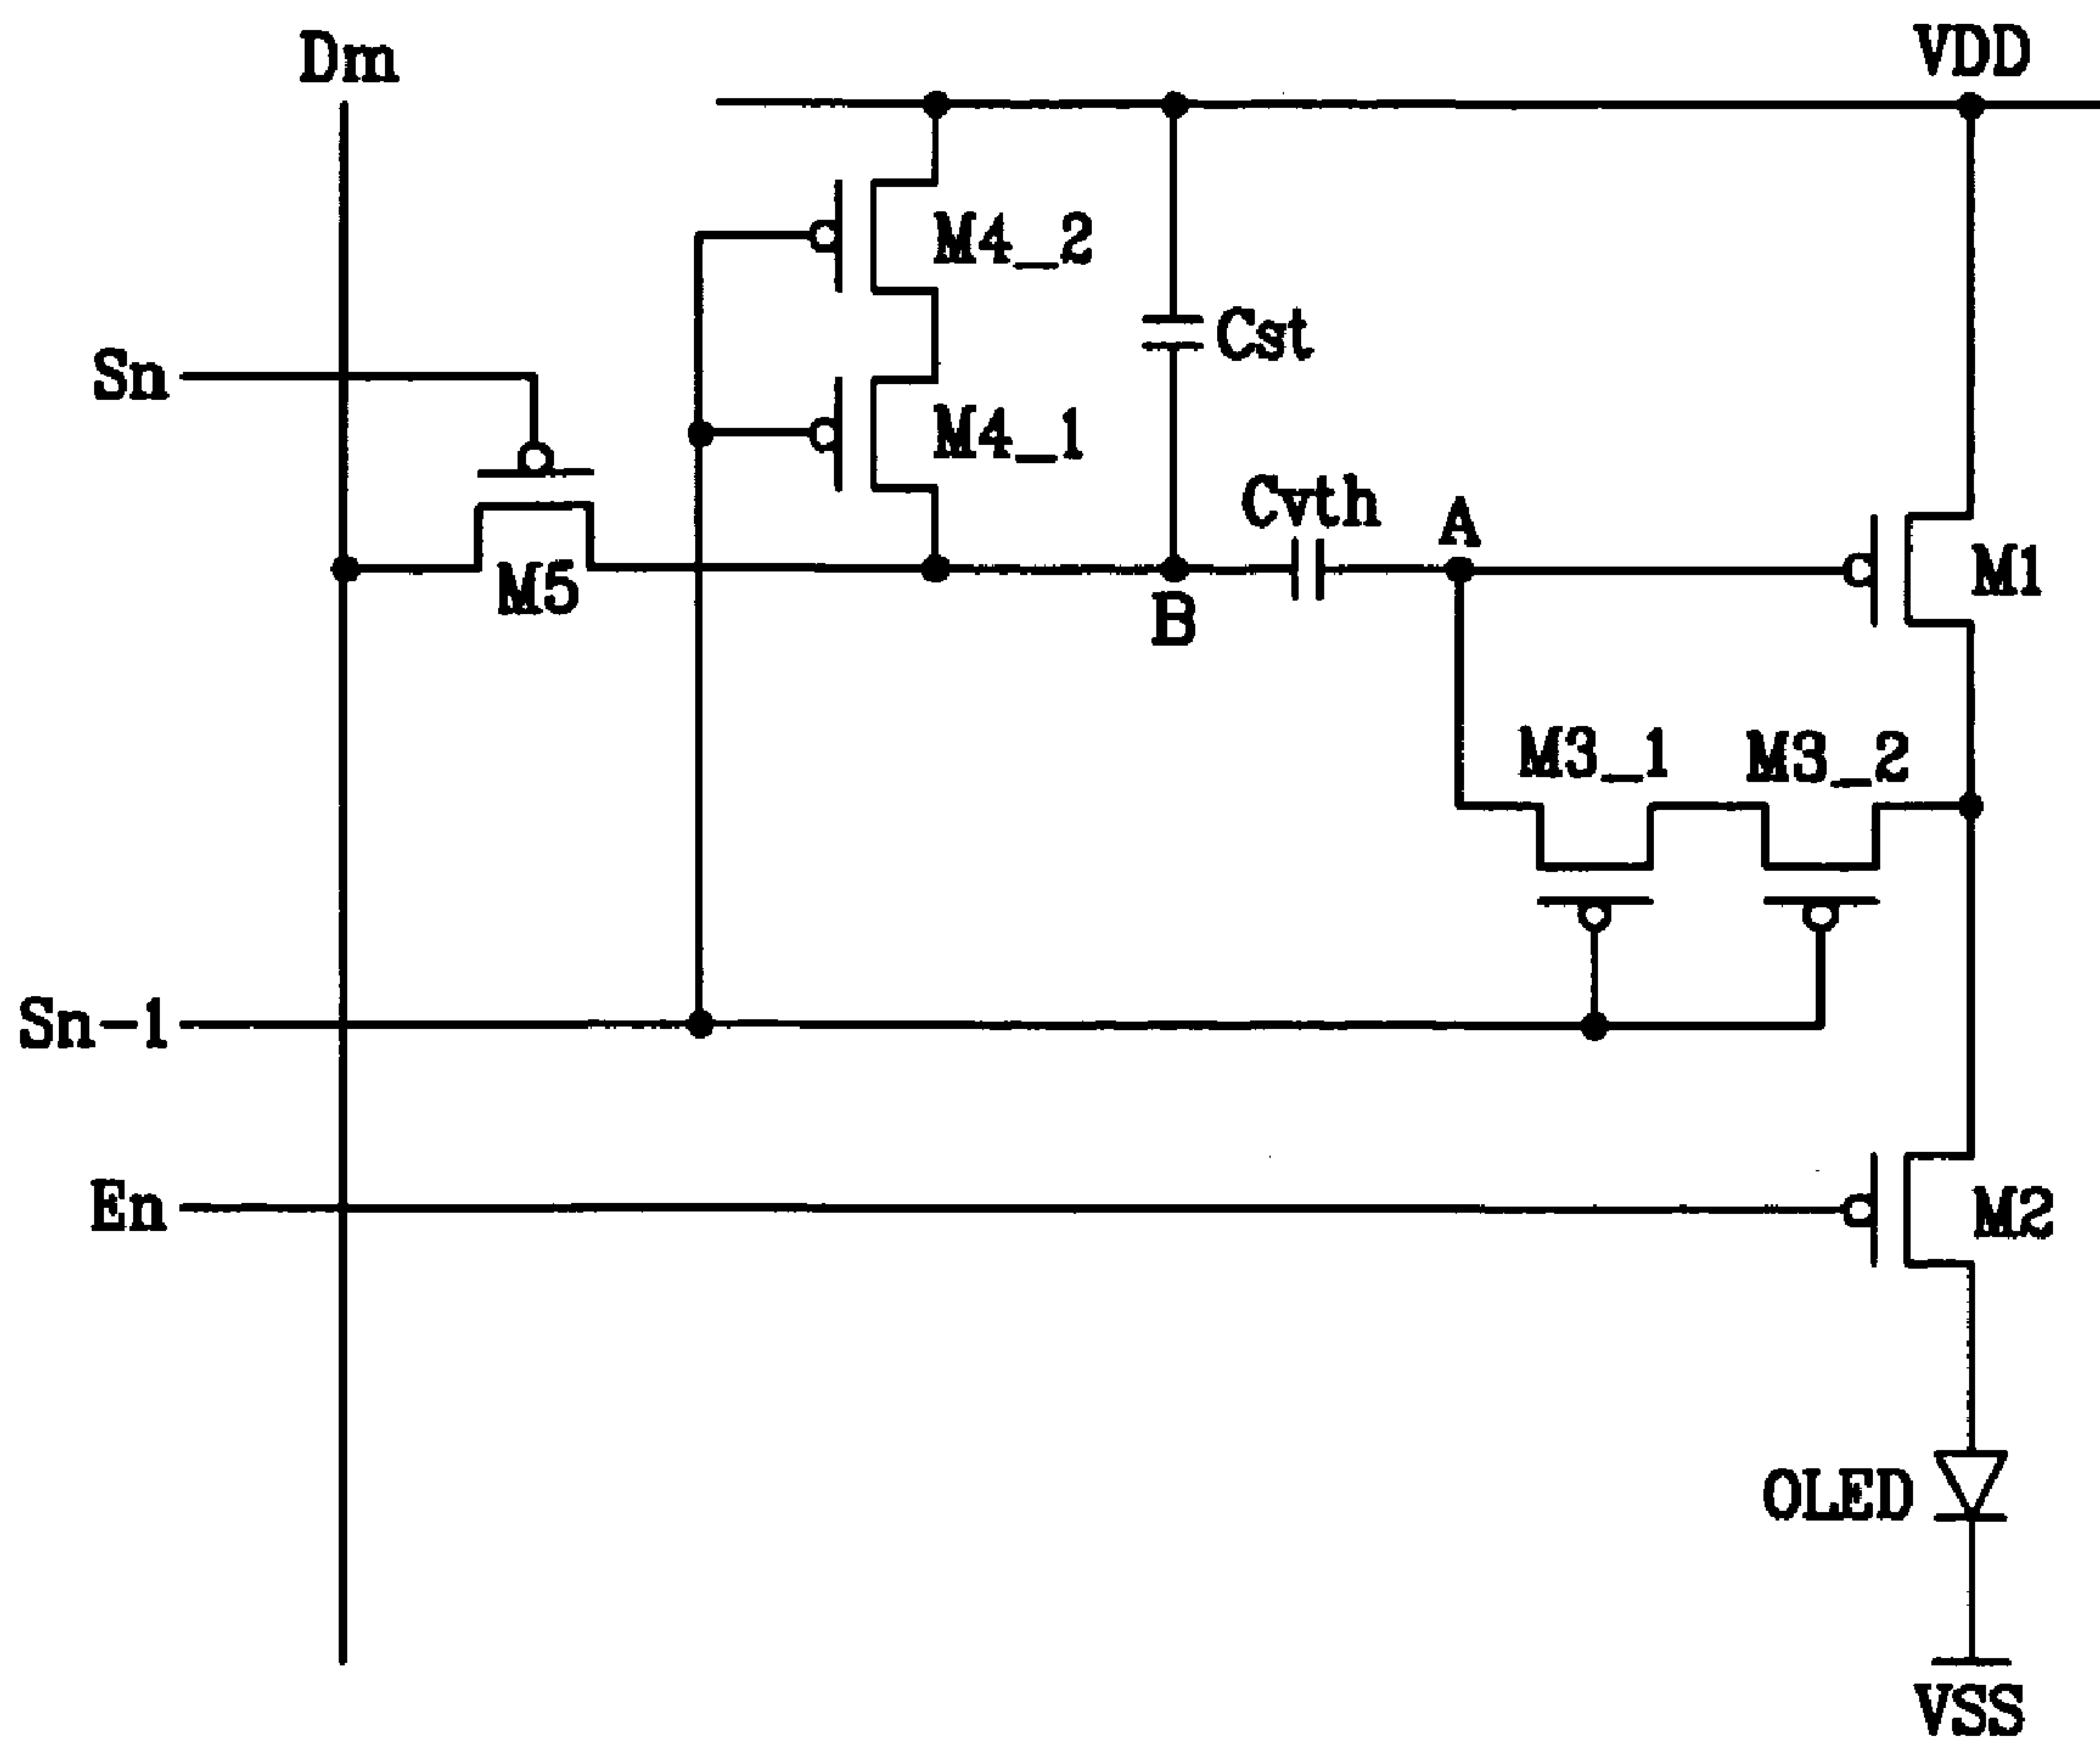 Dm
VDD
M4_2
Cst
Sn
M4_1
Cvth
A
M1
M5
B
M3_1
M3_2
Sn-1
En
M2
OLED
VSS